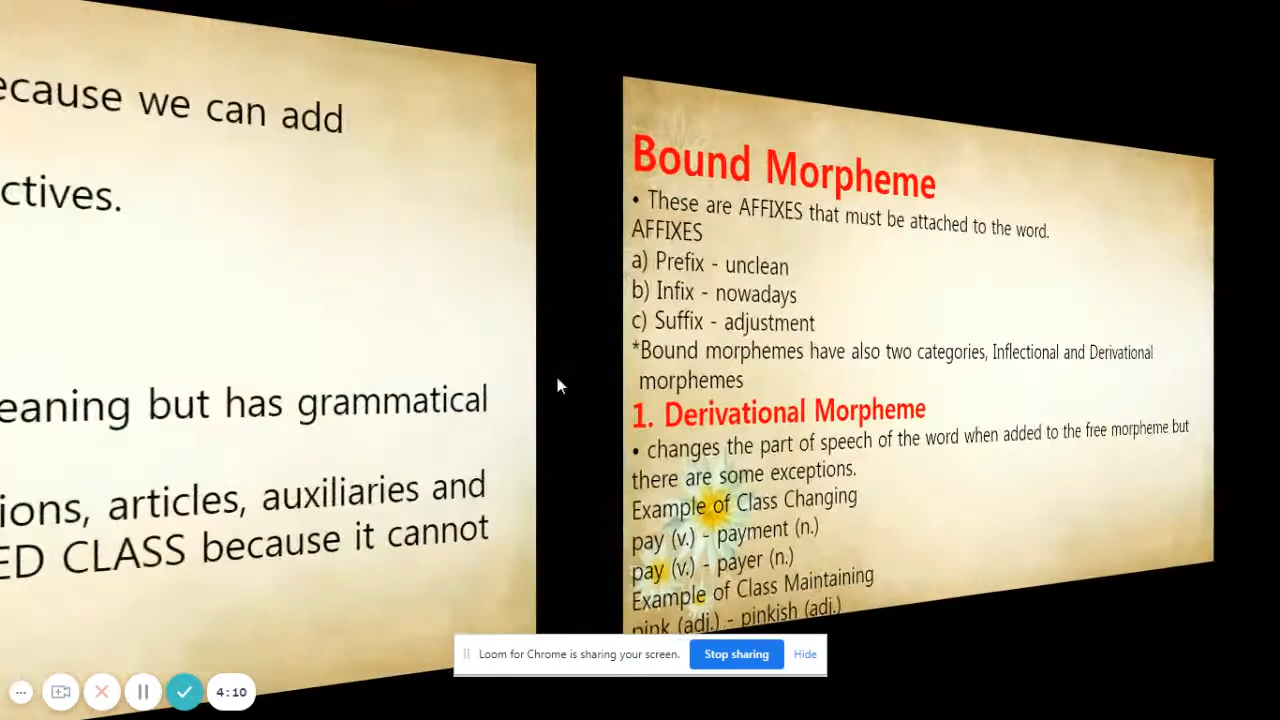 ecause we can add
ctives.
eaning but has grammatical
ions, articles, auxiliaries and
ED CLASS because it cannot
Bound Morpheme
• These are AFFIXES that must be attached to the word.
AFFIXES
a) Prefix - unclean
b) Infix - nowadays
c) Suffix - adjustment
*Bound morphemes have also two categories, Inflectional and Derivational
morphemes
1. Derivational Morpheme
• changes the part of speech of the word when added to the free morpheme but
there are some exceptions.
Example of Class Changing
pay (v.) - payment (n.)
pay (v.) - payer (n.)
Example of Class Maintaining
pink (adj.) - pinkish (adj.)
Loom for Chrome is sharing your screen. Stop sharing Hide
4:10